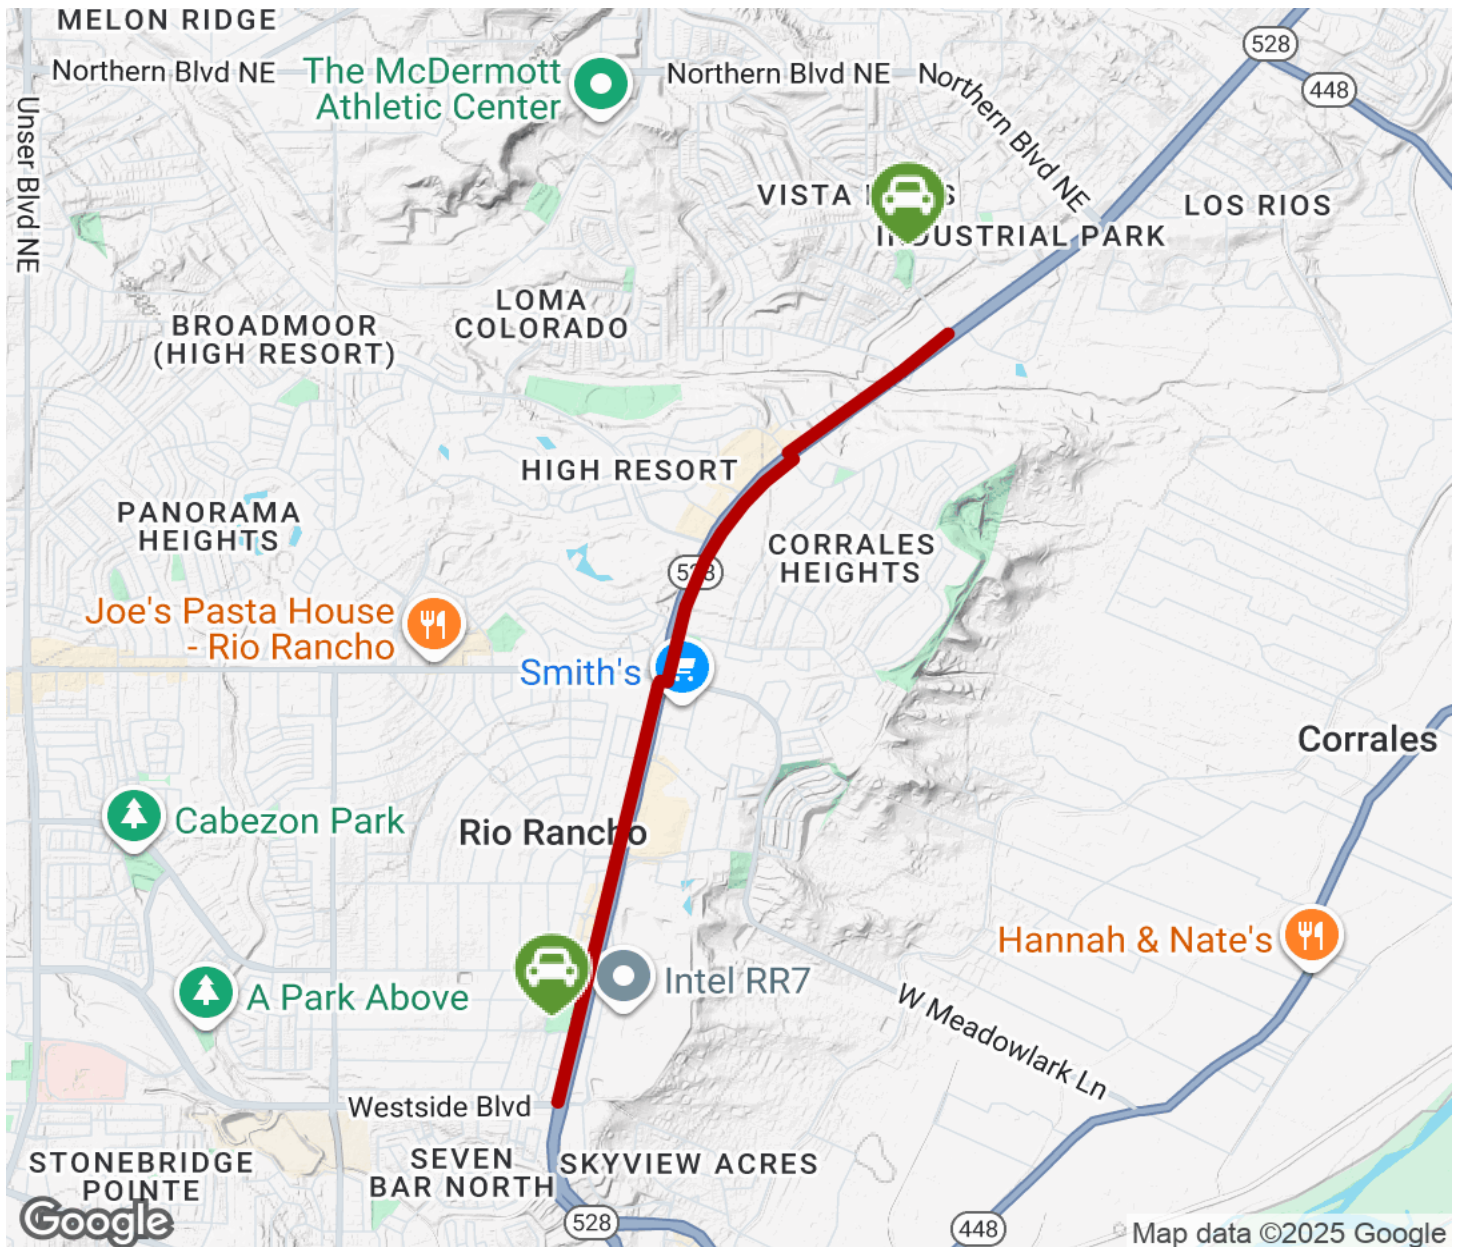 MELON RIDGE
528
Northern Blvd NE
The McDermott
Athletic Center
Northern Blvd NE
Northern Blvd NE
448
Unser Blvd NE
VISTA
LOS RIOS
INDUSTRIAL PARK
LOMA
COLORADO
BROADMOOR
(HIGH RESORT)
HIGH RESORT
PANORAMA
HEIGHTS
CORRALES
HEIGHTS
528
Joe's Pasta House
- Rio Rancho
Smith's
Corrales
Cabezon Park
Rio Rancho
Hannah & Nate's
Intel RR7
A Park Above
W Meadowlark Ln
Westside Blvd
STONEBRIDGE
POINTE
SEVEN
BAR NORTH
SKYVIEW ACRES
Google
528
448
Map data ©2025 Google